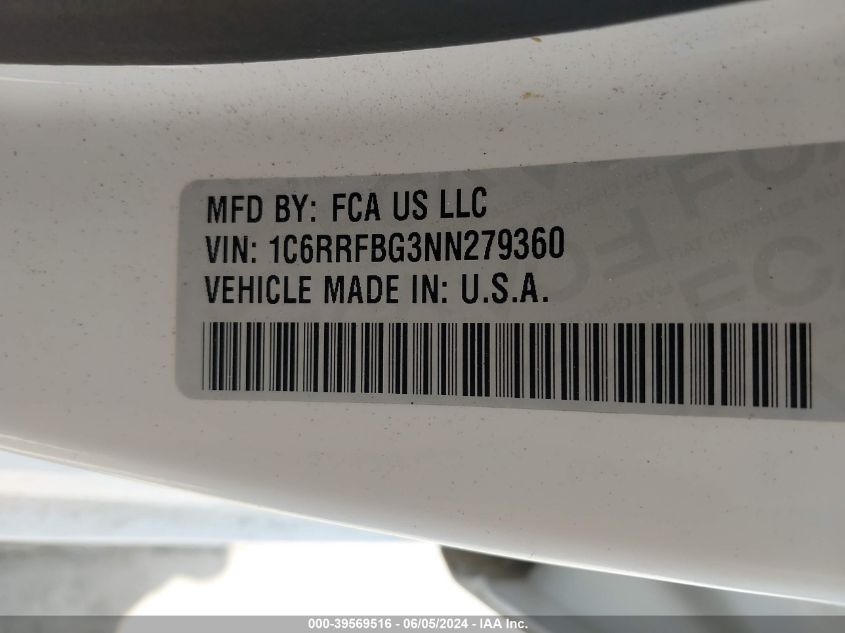 MFD BY: FCA US LLC
VIN: 1C6RRFBG3NN279360
VEHICLE MADE IN: U.S.A.
000-39569516 - 06/05/2024 - IAA Inc.